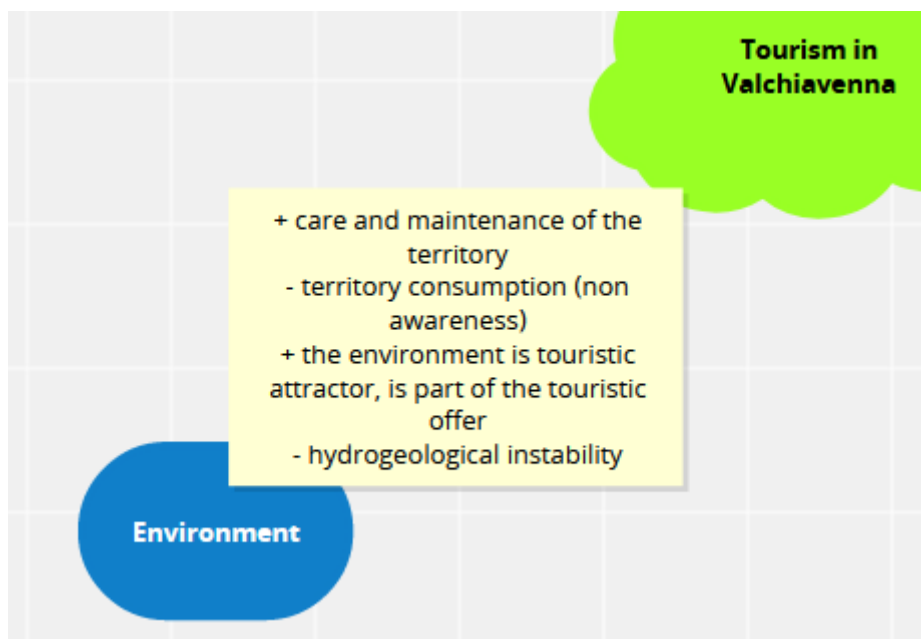 Tourism in
Valchiavenna
+ care and maintenance of the
territory
- territory consumption (non
awareness)
+ the environment is touristic
attractor, is part of the touristic
offer
- hydrogeological instability
Environment